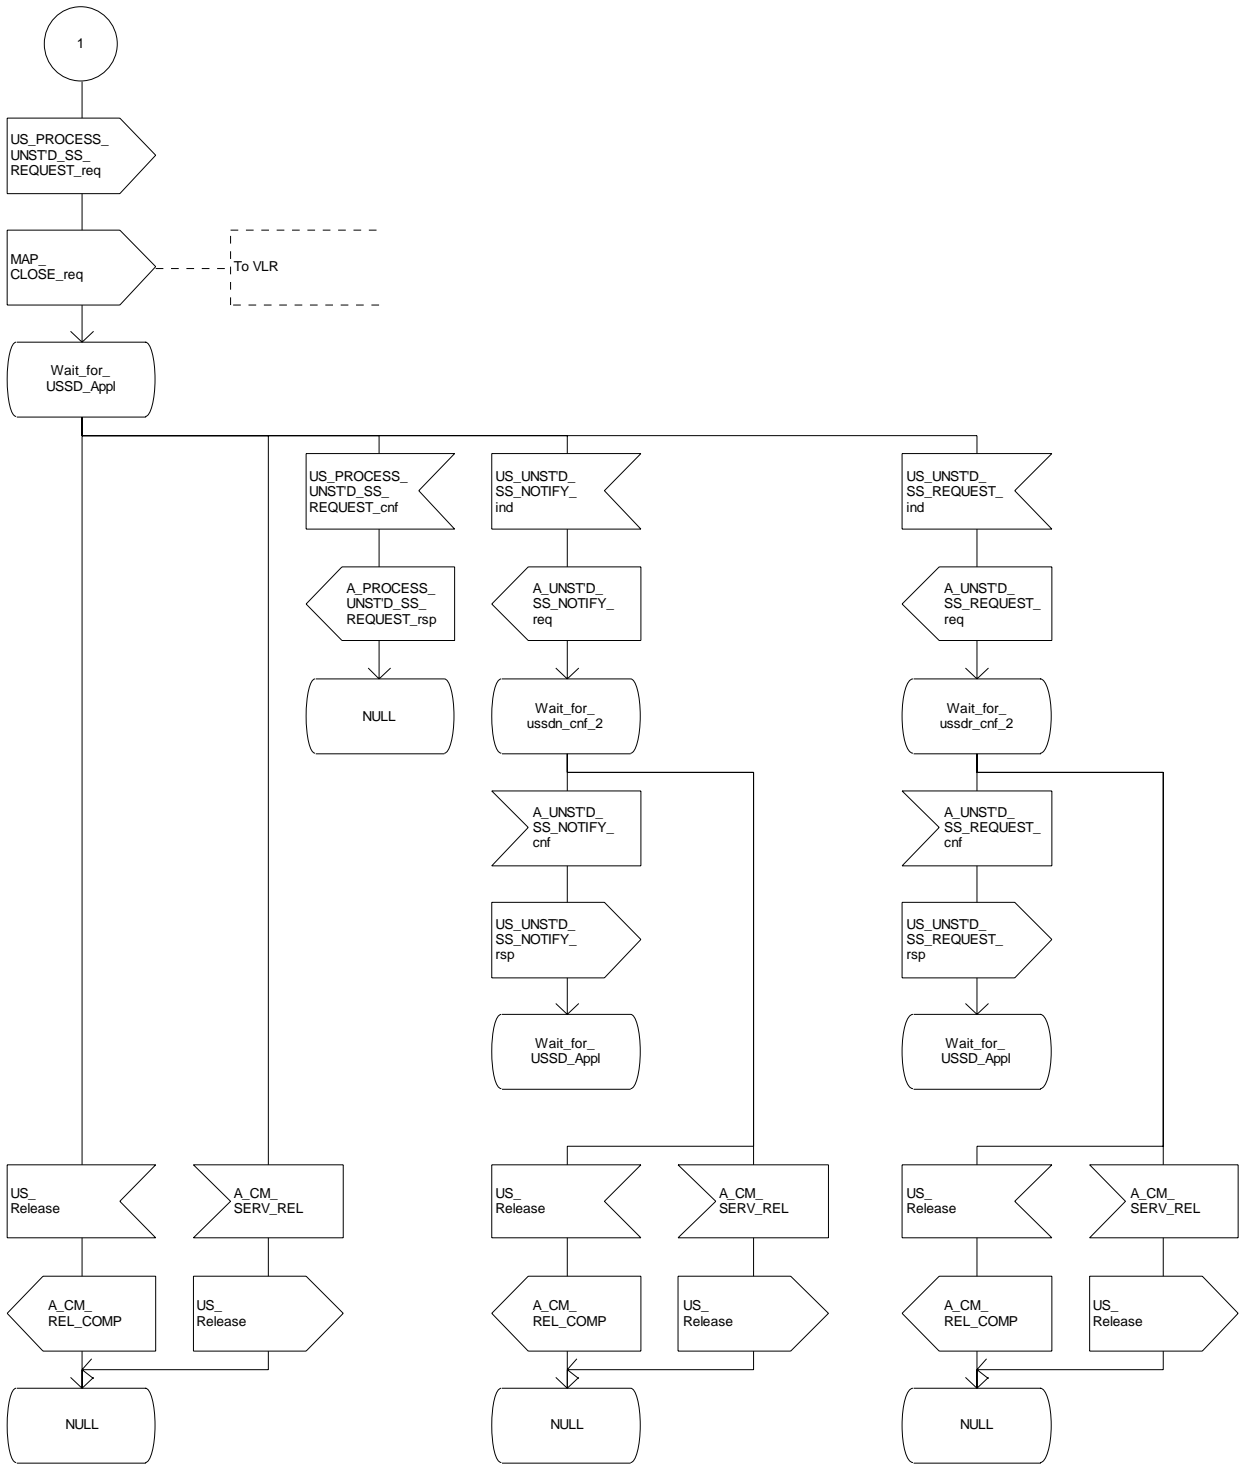 1
US_PROCESS_
UNST'D_SS_
REQUEST_req
MAP_
CLOSE_req
To VLR
Wait_for_
USSD_Appl
US_PROCESS_
UNST'D_SS_
REQUEST_cnf
US_UNST'D_
SS_NOTIFY_
ind
US_UNST'D_
SS_REQUEST_
ind
A_PROCESS_
UNST'D_SS_
REQUEST_rsp
A_UNST'D_
SS_NOTIFY_
req
A_UNST'D_
SS_REQUEST_
req
NULL
Wait_for_
ussdn_cnf_2
Wait_for_
ussdr_cnf_2
A_UNST'D_
SS_NOTIFY_
cnf
A_UNST'D_
SS_REQUEST_
cnf
US_UNST'D_
SS_NOTIFY_
rsp
US_UNST'D_
SS_REQUEST_
rsp
Wait_for_
USSD_Appl
Wait_for_
USSD_Appl
US_
Release
A_CM_
SERV_REL
US_
Release
A_CM_
SERV_REL
US_
Release
A_CM_
SERV_REL
A_CM_
REL_COMP
US_
Release
A_CM_
REL_COMP
US_
Release
A_CM_
REL_COMP
US_
Release
NULL
NULL
NULL